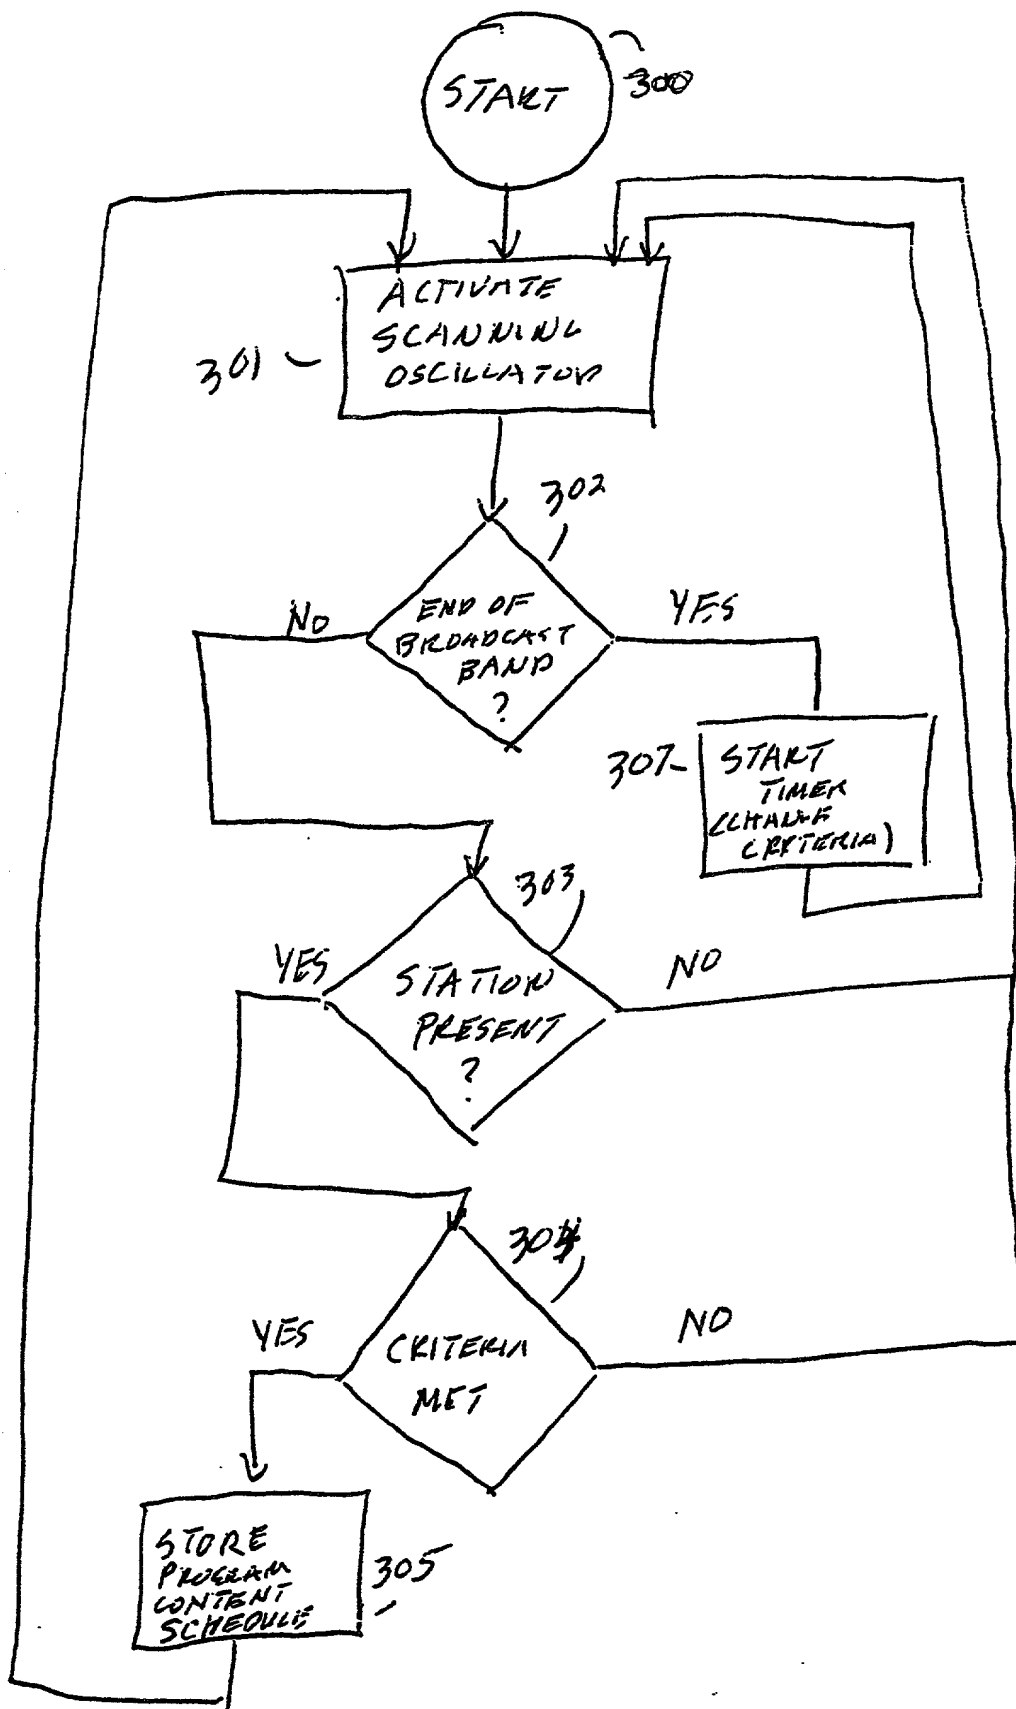 START
300
ACTIVATE
SCANNING
OSCILLATOR
301
302
END OF
BROADCAST
BAND
?
NO
YES
307
START
TIMER
(CHANGE
CRITERIA)
303
STATION
PRESENT
?
YES
NO
304
CRITERIA
MET
YES
NO
STORE
PROGRAM
CONTENT
SCHEDULE
305